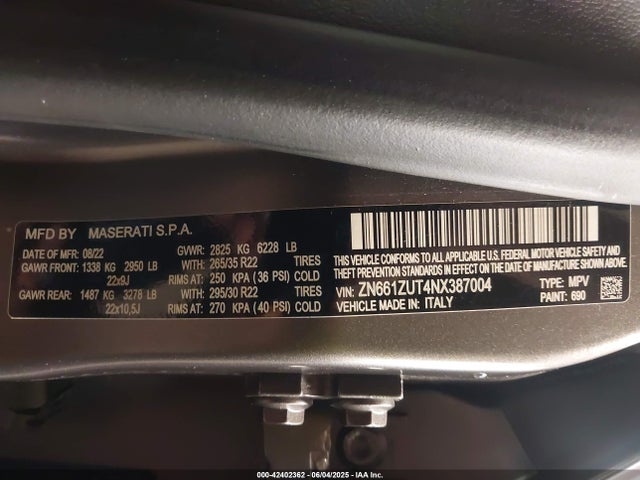 MFD BY MASERATI S.P.A.
DATE OF MFR: 08/22 GVWR: 2825 KG 6228 LB
GAWR FRONT: 1338 KG 2950 LB WITH 265/35 R22 TIRES
22x9J RIMS AT: 250 KPA (36 PSI) COLD
GAWR REAR: 1487 KG 3278 LB WITH 295/30 R22 TIRES
22x10,5J RIMS AT: 270 KPA (40 PSI) COLD
THIS VEHICLE CONFORMS TO ALL APPLICABLE U.S. FEDERAL MOTOR VEHICLE SAFETY
AND THEFT PREVENTION STANDARDS IN EFFECT ON THE DATE OF MANUFACTURE SHOWN ABOVE.
VIN: ZN661ZUT4NX387004 TYPE: MPV
VEHICLE MADE IN: ITALY PAINT: 690
000-42402362 - 06/04/2025 - IAA Inc.